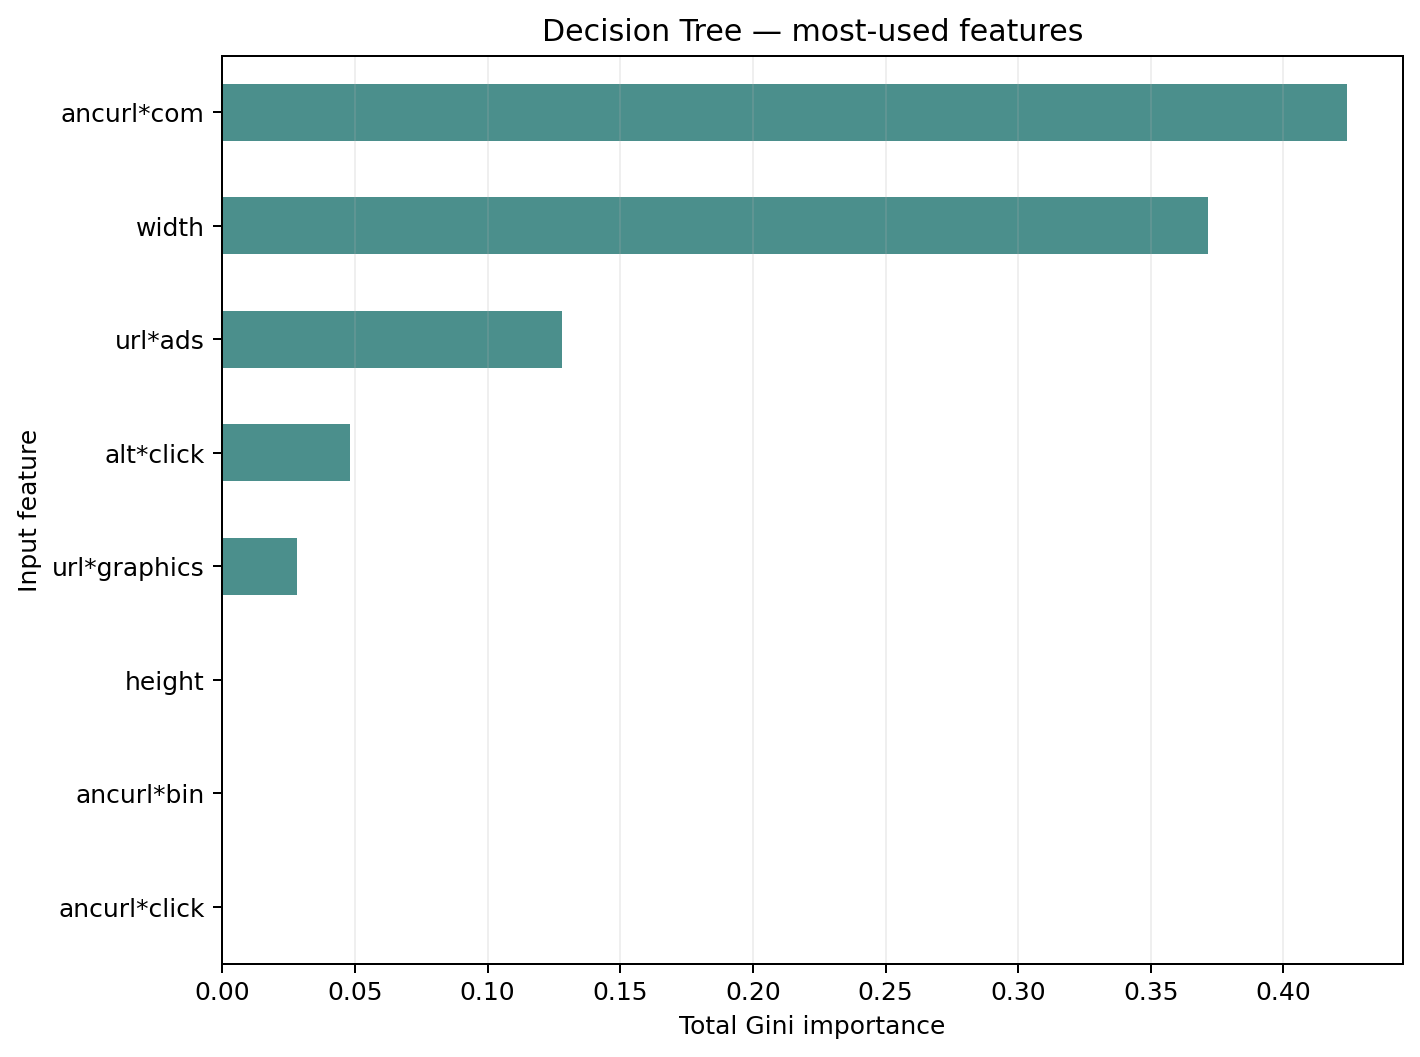 Decision Tree — most-used features
ancurl*com
width
url*ads
alt*click
url*graphics
height
ancurl*bin
ancurl*click
Input feature
0.00 0.05 0.10 0.15 0.20 0.25 0.30 0.35 0.40
Total Gini importance